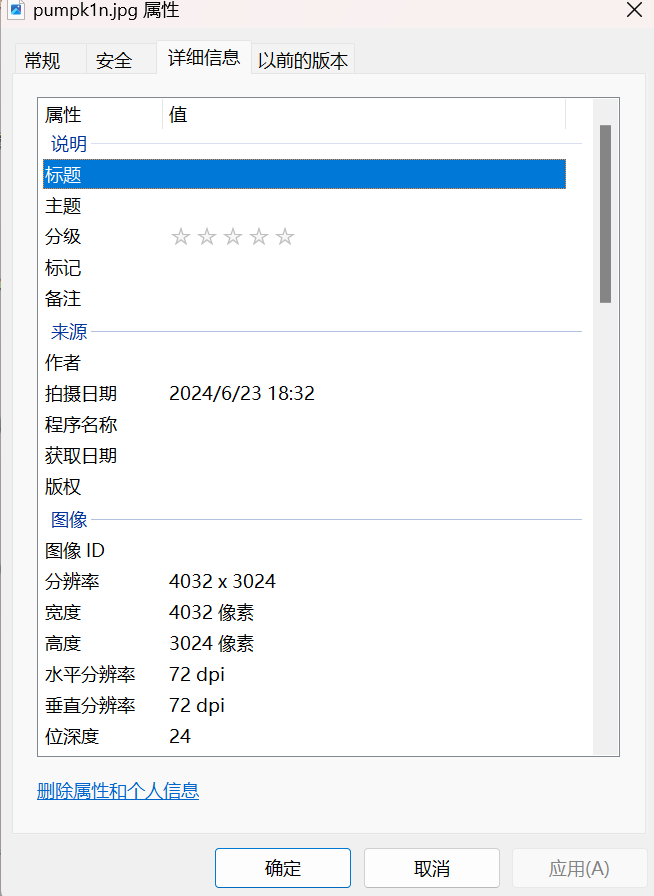 pumpk1n.jpg 属性
常规 安全 详细信息 以前的版本
属性 值
说明
标题
主题
分级 ☆ ☆ ☆ ☆ ☆
标记
备注
来源
作者
拍摄日期 2024/6/23 18:32
程序名称
获取日期
版权
图像
图像 ID
分辨率 4032 x 3024
宽度 4032 像素
高度 3024 像素
水平分辨率 72 dpi
垂直分辨率 72 dpi
位深度 24
删除属性和个人信息
确定 取消 应用(A)